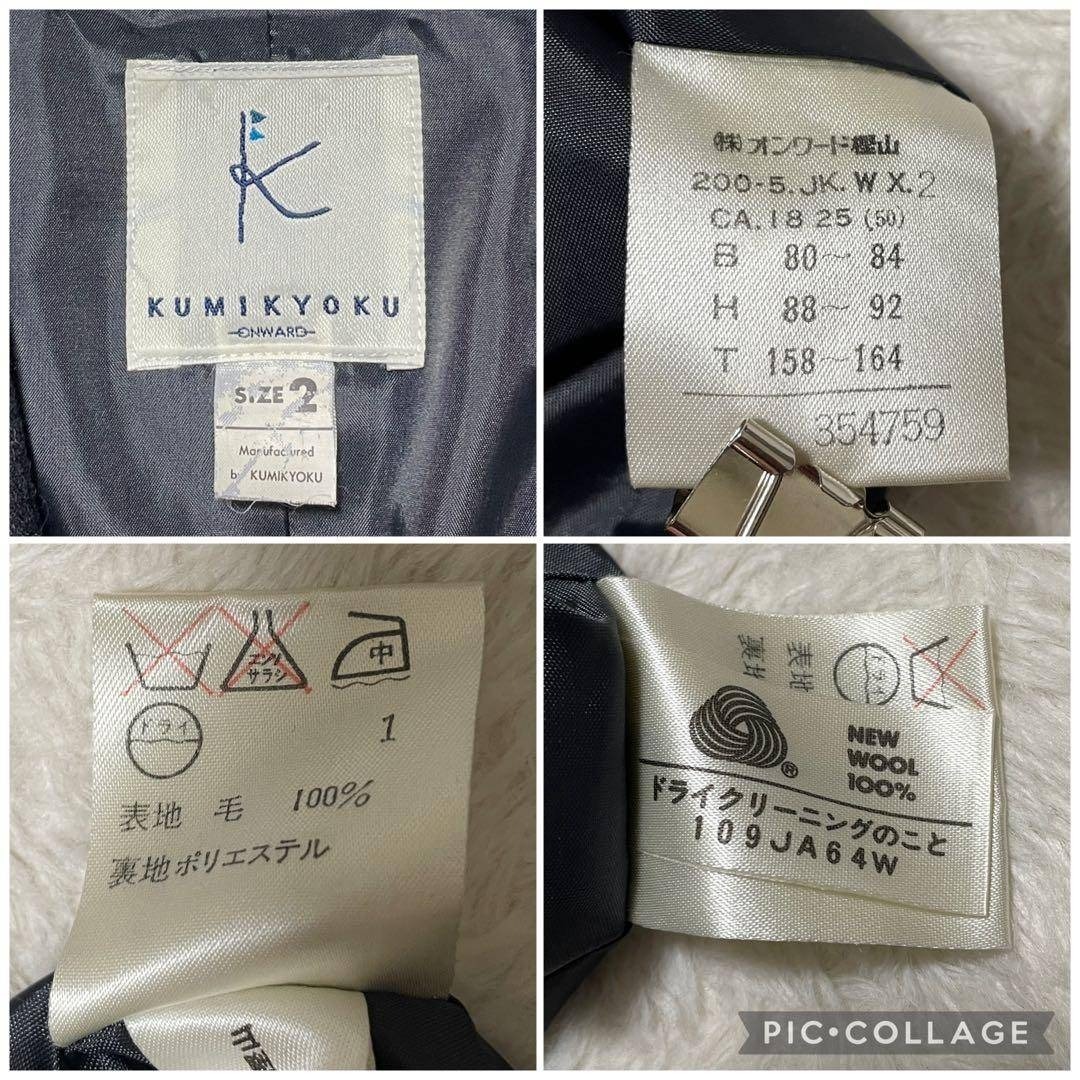 K
KUMIKYOKU
ONWARD
SIZE 2
Manufactured
by KUMIKYOKU
㈱オンワード樫山
200-5.JK.WX.2
CA.18 25(50)
B 80〜84
H 88〜92
T 158〜164
354759
エンソ
サラシ
中
ドライ
1
表地 毛 100%
裏地ポリエステル
表地
裏地
ドライ
®
NEW
WOOL
100%
ドライクリーニングのこと
109JA64W
PIC•COLLAGE